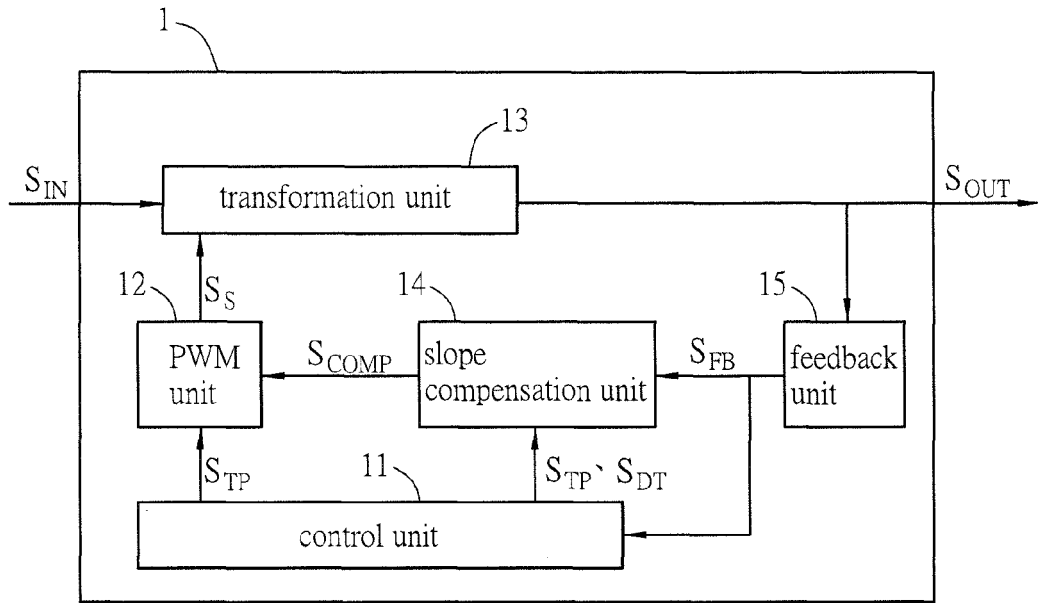 1
13
S_IN
transformation unit
S_OUT
12
S_S
14
15
PWM
unit
S_COMP
slope
compensation unit
S_FB
feedback
unit
S_TP
11
S_TP、S_DT
control unit